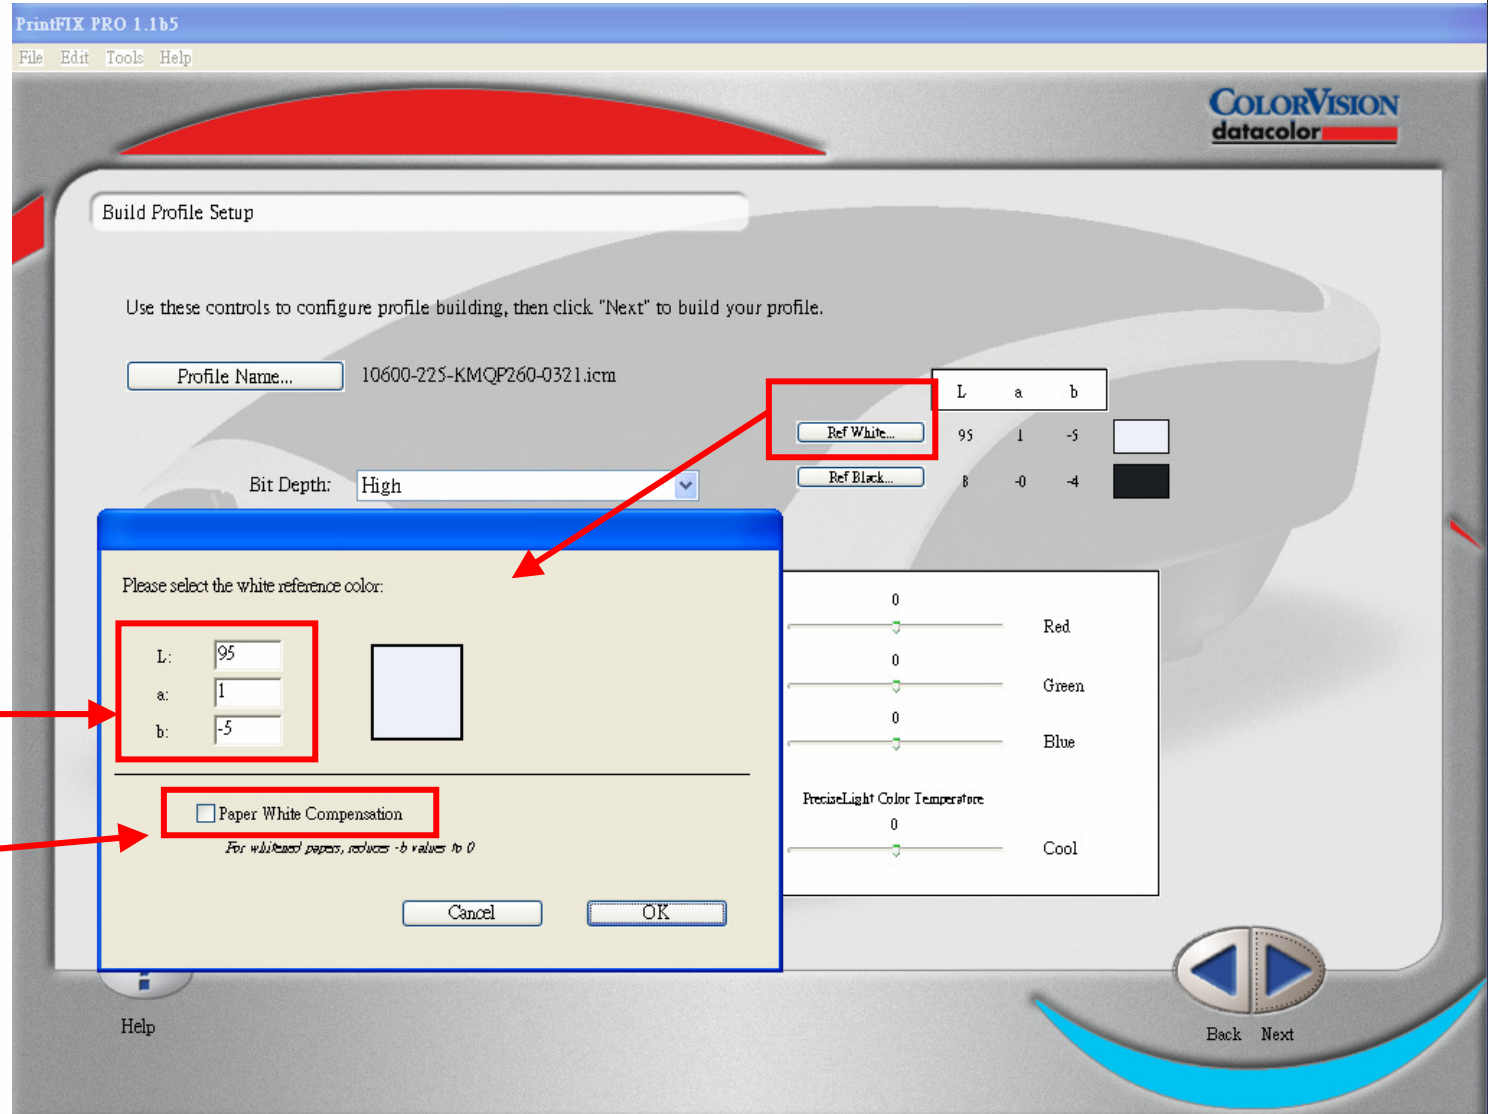 PrintFIX PRO 1.1b5
File Edit Tools Help
COLORVISION
datacolor
Build Profile Setup
Use these controls to configure profile building, then click "Next" to build your profile.
Profile Name... 10600-225-KMQP260-0321.icm
L a b
Ref White... 95 1 -5
Ref Black... 8 -0 -4
Bit Depth: High
Please select the white reference color:
L: 95
a: 1
b: -5
Paper White Compensation
For whitened papers, reduces -b values to 0
Cancel OK
0
Red
0
Green
0
Blue
PreciseLight Color Temperature
0
Cool
Help
Back Next